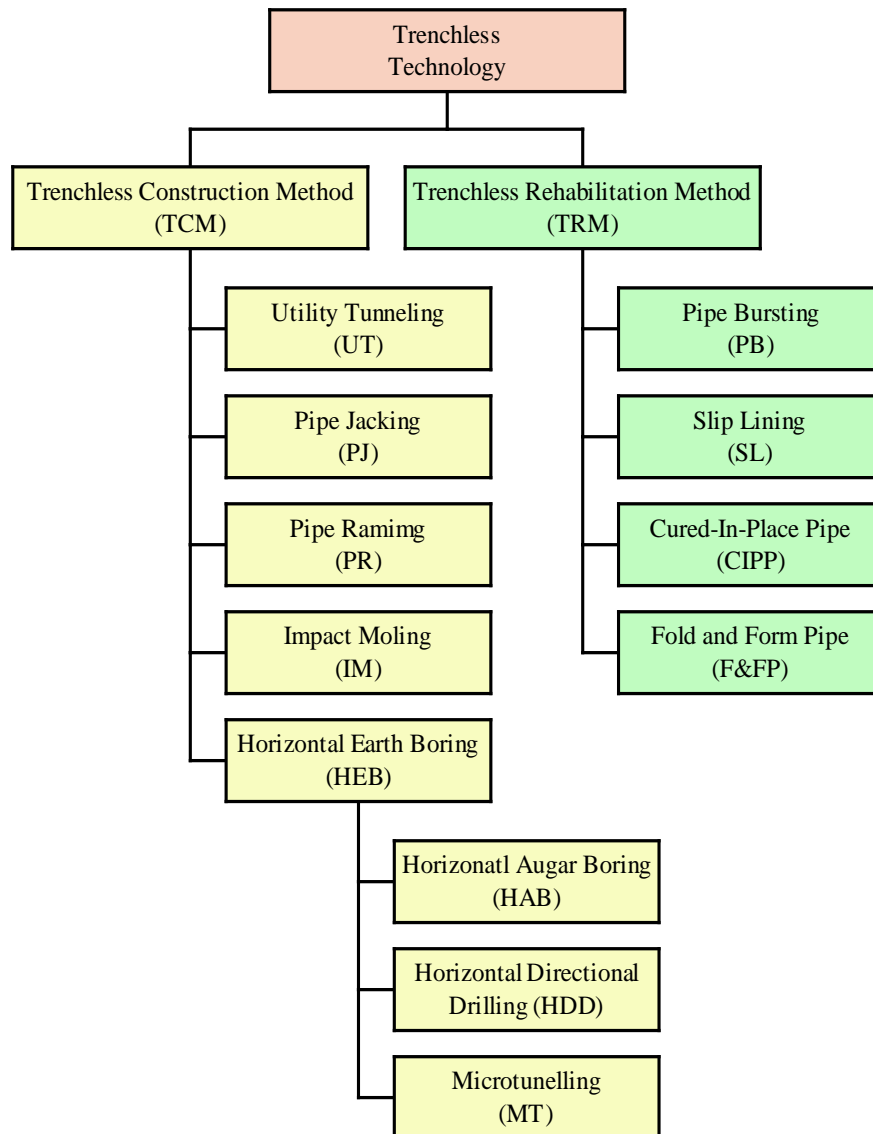 Trenchless
Technology
Trenchless Construction Method
(TCM)
Trenchless Rehabilitation Method
(TRM)
Utility Tunneling
(UT)
Pipe Bursting
(PB)
Pipe Jacking
(PJ)
Slip Lining
(SL)
Pipe Ramimg
(PR)
Cured-In-Place Pipe
(CIPP)
Impact Moling
(IM)
Fold and Form Pipe
(F&FP)
Horizontal Earth Boring
(HEB)
Horizonatl Augar Boring
(HAB)
Horizontal Directional
Drilling (HDD)
Microtunelling
(MT)